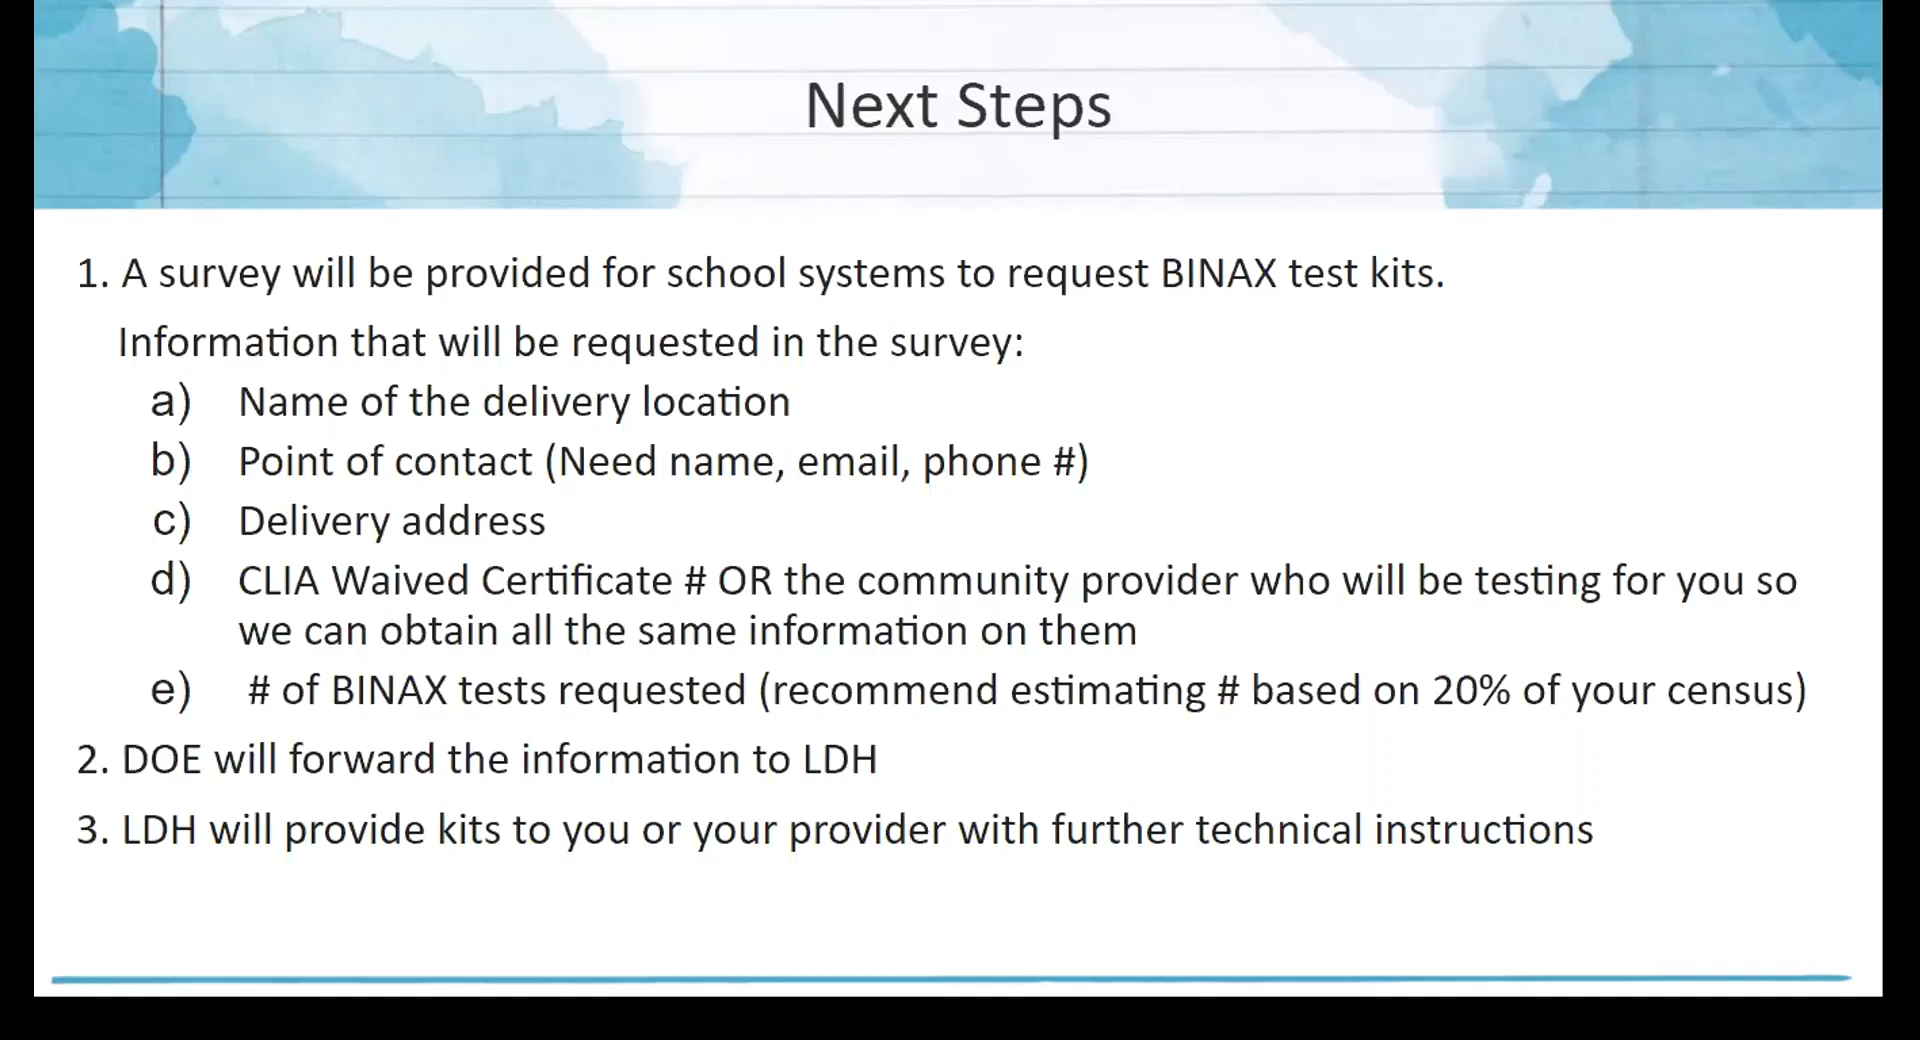 Next Steps
1. A survey will be provided for school systems to request BINAX test kits.
Information that will be requested in the survey:
a) Name of the delivery location
b) Point of contact (Need name, email, phone #)
c) Delivery address
d) CLIA Waived Certificate # OR the community provider who will be testing for you so
we can obtain all the same information on them
e) # of BINAX tests requested (recommend estimating # based on 20% of your census)
2. DOE will forward the information to LDH
3. LDH will provide kits to you or your provider with further technical instructions